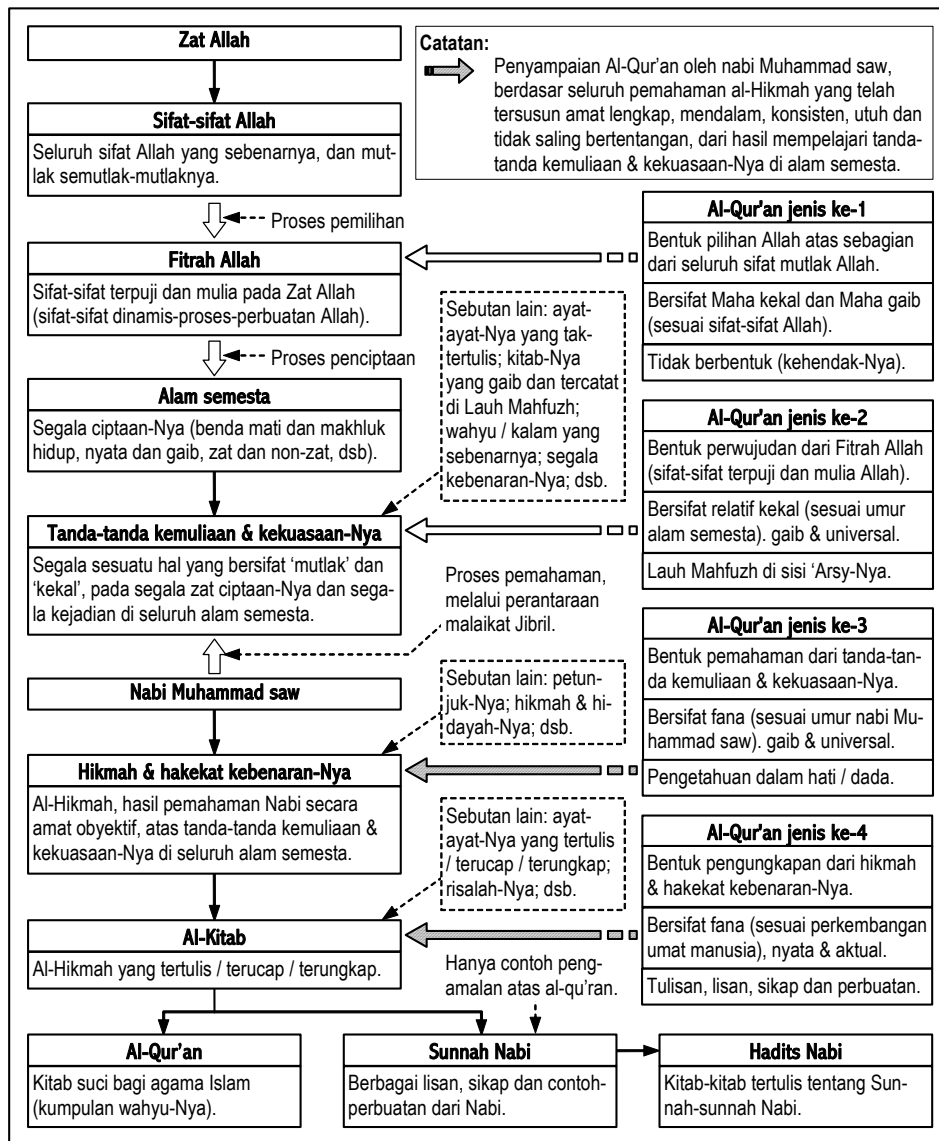 Zat Allah
Catatan:
Penyampaian Al-Qur'an oleh nabi Muhammad saw,
berdasar seluruh pemahaman al-Hikmah yang telah
tersusun amat lengkap, mendalam, konsisten, utuh dan
tidak saling bertentangan, dari hasil mempelajari tanda-
tanda kemuliaan & kekuasaan-Nya di alam semesta.
Sifat-sifat Allah
Seluruh sifat Allah yang sebenarnya, dan mut-
lak semutlak-mutlaknya.
Proses pemilihan
Fitrah Allah
Sifat-sifat terpuji dan mulia pada Zat Allah
(sifat-sifat dinamis-proses-perbuatan Allah).
Proses penciptaan
Alam semesta
Segala ciptaan-Nya (benda mati dan makhluk
hidup, nyata dan gaib, zat dan non-zat, dsb).
Tanda-tanda kemuliaan & kekuasaan-Nya
Segala sesuatu hal yang bersifat ‘mutlak’ dan
‘kekal’, pada segala zat ciptaan-Nya dan sega-
la kejadian di seluruh alam semesta.
Nabi Muhammad saw
Hikmah & hakekat kebenaran-Nya
Al-Hikmah, hasil pemahaman Nabi secara
amat obyektif, atas tanda-tanda kemuliaan &
kekuasaan-Nya di seluruh alam semesta.
Al-Kitab
Al-Hikmah yang tertulis / terucap / terungkap.
Sebutan lain: ayat-
ayat-Nya yang tak-
tertulis; kitab-Nya
yang gaib dan tercatat
di Lauh Mahfuzh;
wahyu / kalam yang
sebenarnya; segala
kebenaran-Nya; dsb.
Proses pemahaman,
melalui perantaraan
malaikat Jibril.
Sebutan lain: petun-
juk-Nya; hikmah & hi-
dayah-Nya; dsb.
Sebutan lain: ayat-
ayat-Nya yang tertulis
/ terucap / terungkap;
risalah-Nya; dsb.
Hanya contoh peng-
amalan atas al-qu'ran.
Al-Qur'an jenis ke-1
Bentuk pilihan Allah atas sebagian
dari seluruh sifat mutlak Allah.
Bersifat Maha kekal dan Maha gaib
(sesuai sifat-sifat Allah).
Tidak berbentuk (kehendak-Nya).
Al-Qur'an jenis ke-2
Bentuk perwujudan dari Fitrah Allah
(sifat-sifat terpuji dan mulia Allah).
Bersifat relatif kekal (sesuai umur
alam semesta). gaib & universal.
Lauh Mahfuzh di sisi ‘Arsy-Nya.
Al-Qur'an jenis ke-3
Bentuk pemahaman dari tanda-tan-
da kemuliaan & kekuasaan-Nya.
Bersifat fana (sesuai umur nabi Mu-
hammad saw). gaib & universal.
Pengetahuan dalam hati / dada.
Al-Qur'an jenis ke-4
Bentuk pengungkapan dari hikmah
& hakekat kebenaran-Nya.
Bersifat fana (sesuai perkembangan
umat manusia), nyata & aktual.
Tulisan, lisan, sikap dan perbuatan.
Al-Qur’an
Kitab suci bagi agama Islam
(kumpulan wahyu-Nya).
Sunnah Nabi
Berbagai lisan, sikap dan contoh-
perbuatan dari Nabi.
Hadits Nabi
Kitab-kitab tertulis tentang Sun-
nah-sunnah Nabi.